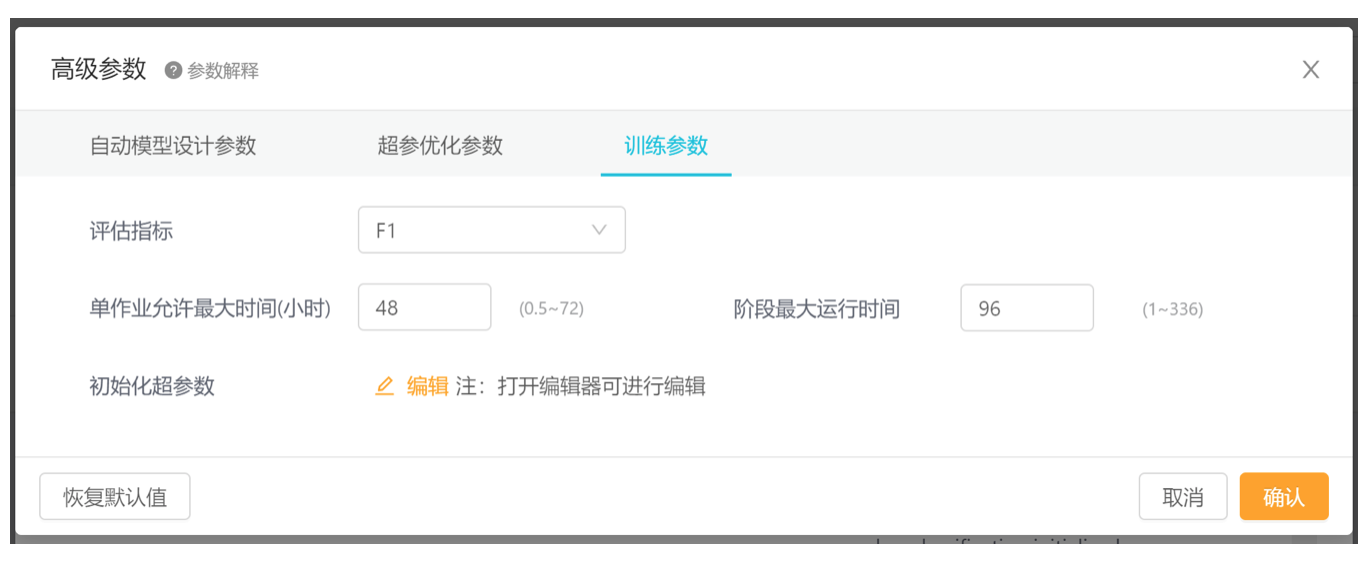 高级参数 ? 参数解释
自动模型设计参数 超参优化参数 训练参数
评估指标 F1
单作业允许最大时间(小时) 48 (0.5~72) 阶段最大运行时间 96 (1~336)
初始化超参数 编辑 注：打开编辑器可进行编辑
恢复默认值 取消 确认